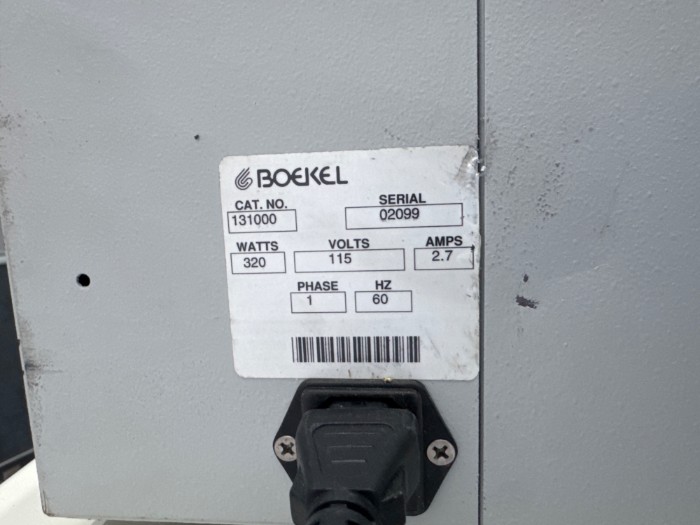 BOEKEL
CAT. NO. SERIAL
131000 02099
WATTS VOLTS AMPS
320 115 2.7
PHASE HZ
1 60